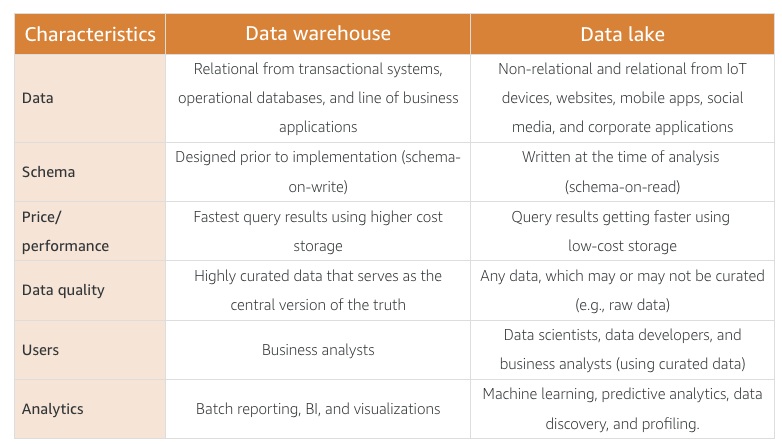 Characteristics Data warehouse Data lake
Data
Relational from transactional systems,
operational databases, and line of business
applications
Non-relational and relational from IoT
devices, websites, mobile apps, social
media, and corporate applications
Schema
Designed prior to implementation (schema-
on-write)
Written at the time of analysis
(schema-on-read)
Price/
performance
Fastest query results using higher cost
storage
Query results getting faster using
low-cost storage
Data quality
Highly curated data that serves as the
central version of the truth
Any data, which may or may not be curated
(e.g., raw data)
Users
Business analysts
Data scientists, data developers, and
business analysts (using curated data)
Analytics
Batch reporting, BI, and visualizations
Machine learning, predictive analytics, data
discovery, and profiling.